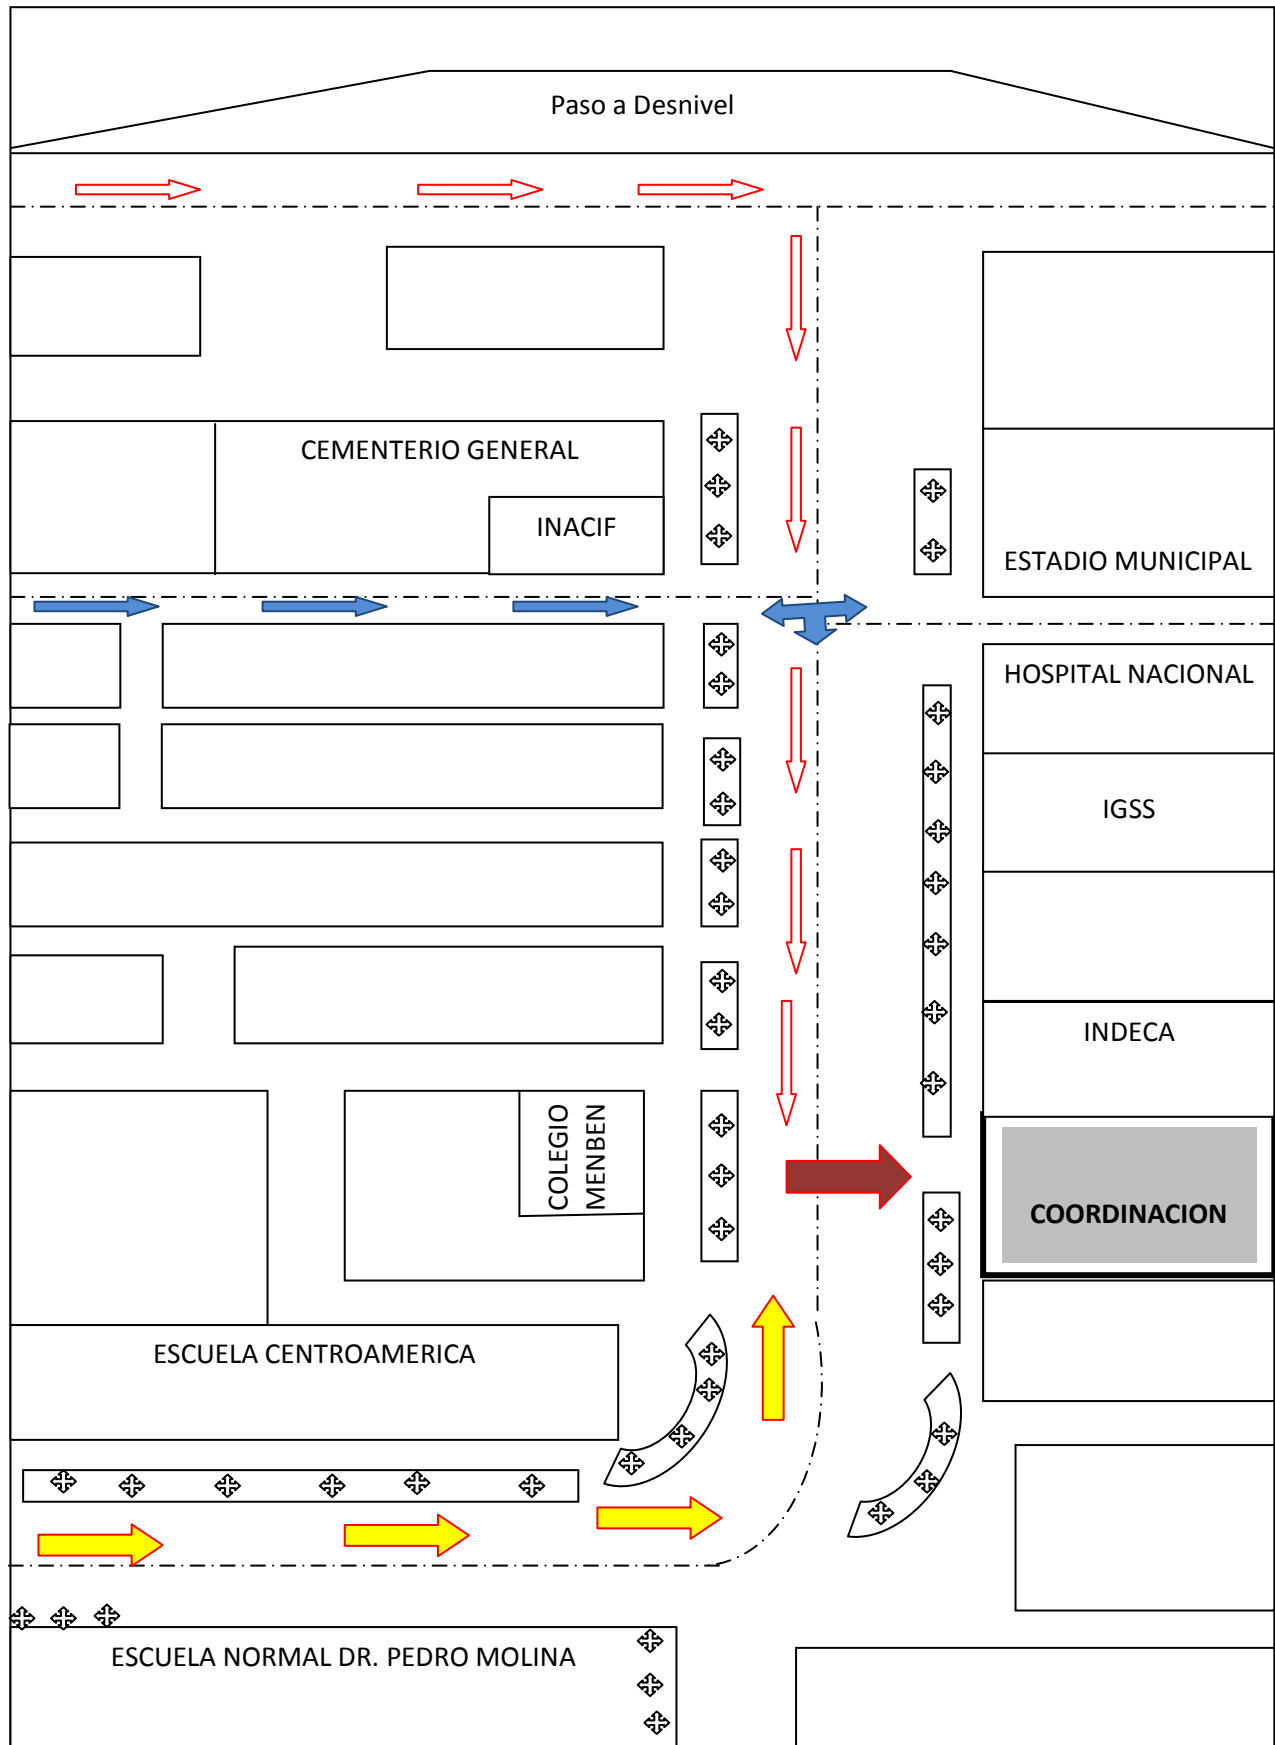 Paso a Desnivel
CEMENTERIO GENERAL
INACIF
ESTADIO MUNICIPAL
HOSPITAL NACIONAL
IGSS
INDECA
COLEGIO
MENBEN
COORDINACION
ESCUELA CENTROAMERICA
ESCUELA NORMAL DR. PEDRO MOLINA